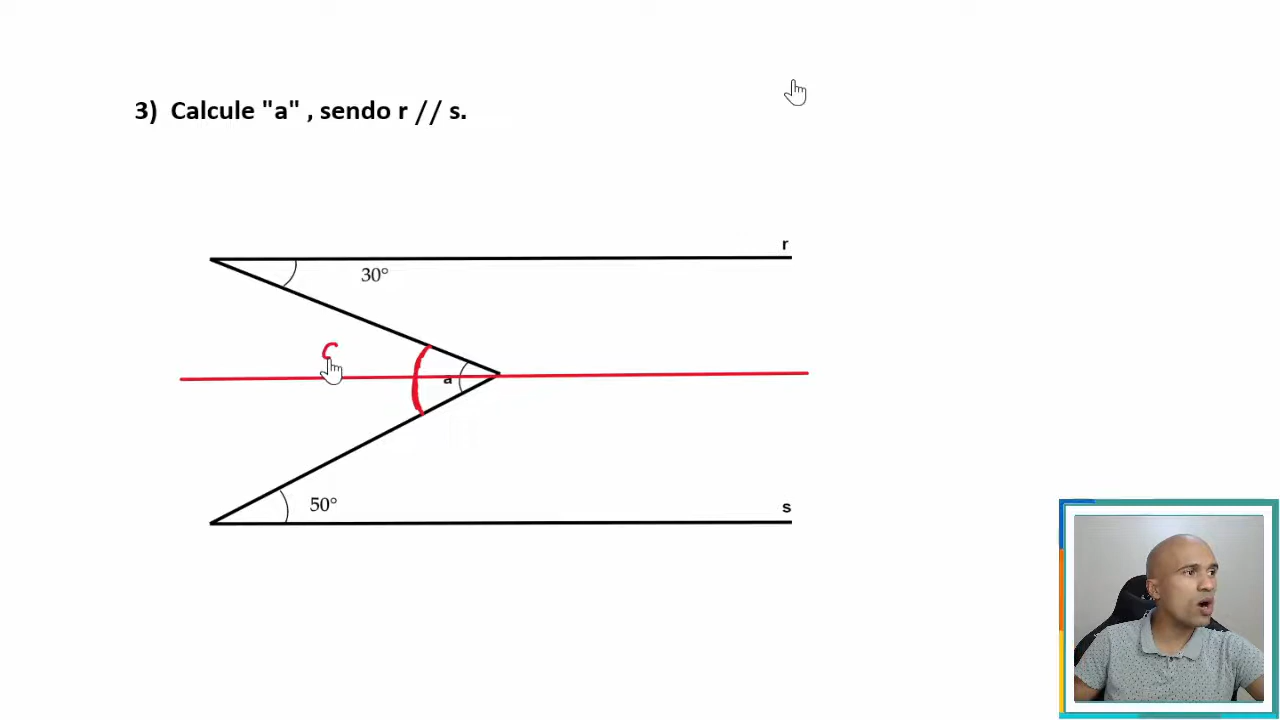 3) Calcule "a" , sendo r // s.
r
30°
a
50°
s